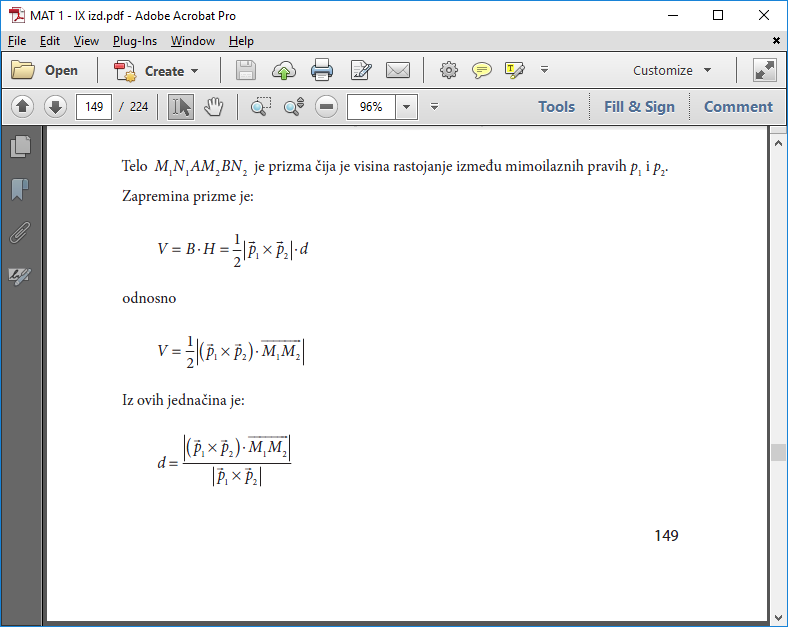 MAT 1 - IX izd.pdf - Adobe Acrobat Pro
File Edit View Plug-Ins Window Help
Open Create Customize
149 / 224 96% Tools Fill & Sign Comment
Telo M₁N₁AM₂BN₂ je prizma čija je visina rastojanje između mimoilaznih pravih p₁ i p₂.
Zapremina prizme je:
V = B · H = 1/2 |p⃗₁ × p⃗₂| · d
odnosno
V = 1/2 |(p⃗₁ × p⃗₂) · M₁M₂|
Iz ovih jednačina je:
d = |(p⃗₁ × p⃗₂) · M₁M₂| / |p⃗₁ × p⃗₂|
149